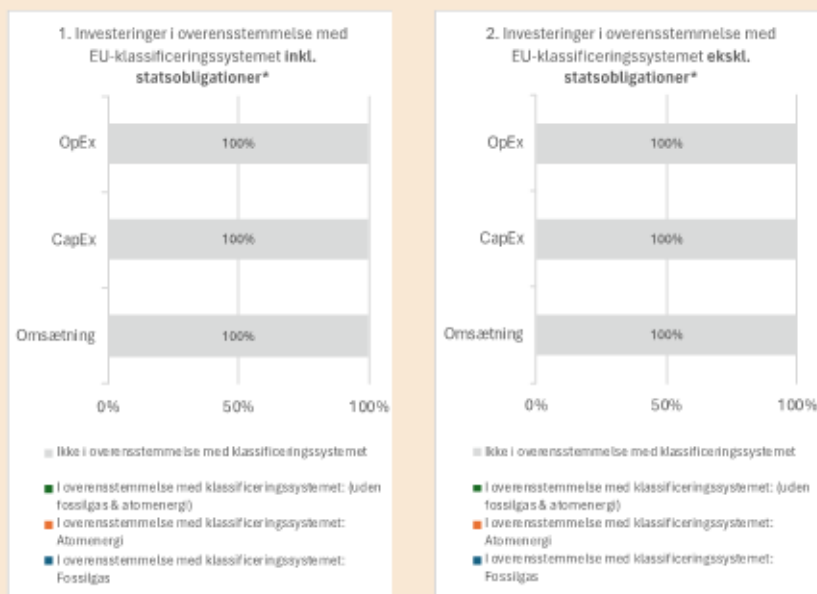 1. Investeringer i overensstemmelse med
EU-klassificeringssystemet inkl.
statsobligationer*
OpEx
100%
CapEx
100%
Omsætning
100%
0%
50%
100%
Ikke i overensstemmelse med klassificeringssystemet
I overensstemmelse med klassificeringssystemet: (uden
fossilgas & atomenergi)
I overensstemmelse med klassificeringssystemet:
Atomenergi
I overensstemmelse med klassificeringssystemet:
Fossilgas
2. Investeringer i overensstemmelse med
EU-klassificeringssystemet ekskl.
statsobligationer*
OpEx
100%
CapEx
100%
Omsætning
100%
0%
50%
100%
Ikke i overensstemmelse med klassificeringssystemet
I overensstemmelse med klassificeringssystemet: (uden
fossilgas & atomenergi)
I overensstemmelse med klassificeringssystemet:
Atomenergi
I overensstemmelse med klassificeringssystemet:
Fossilgas